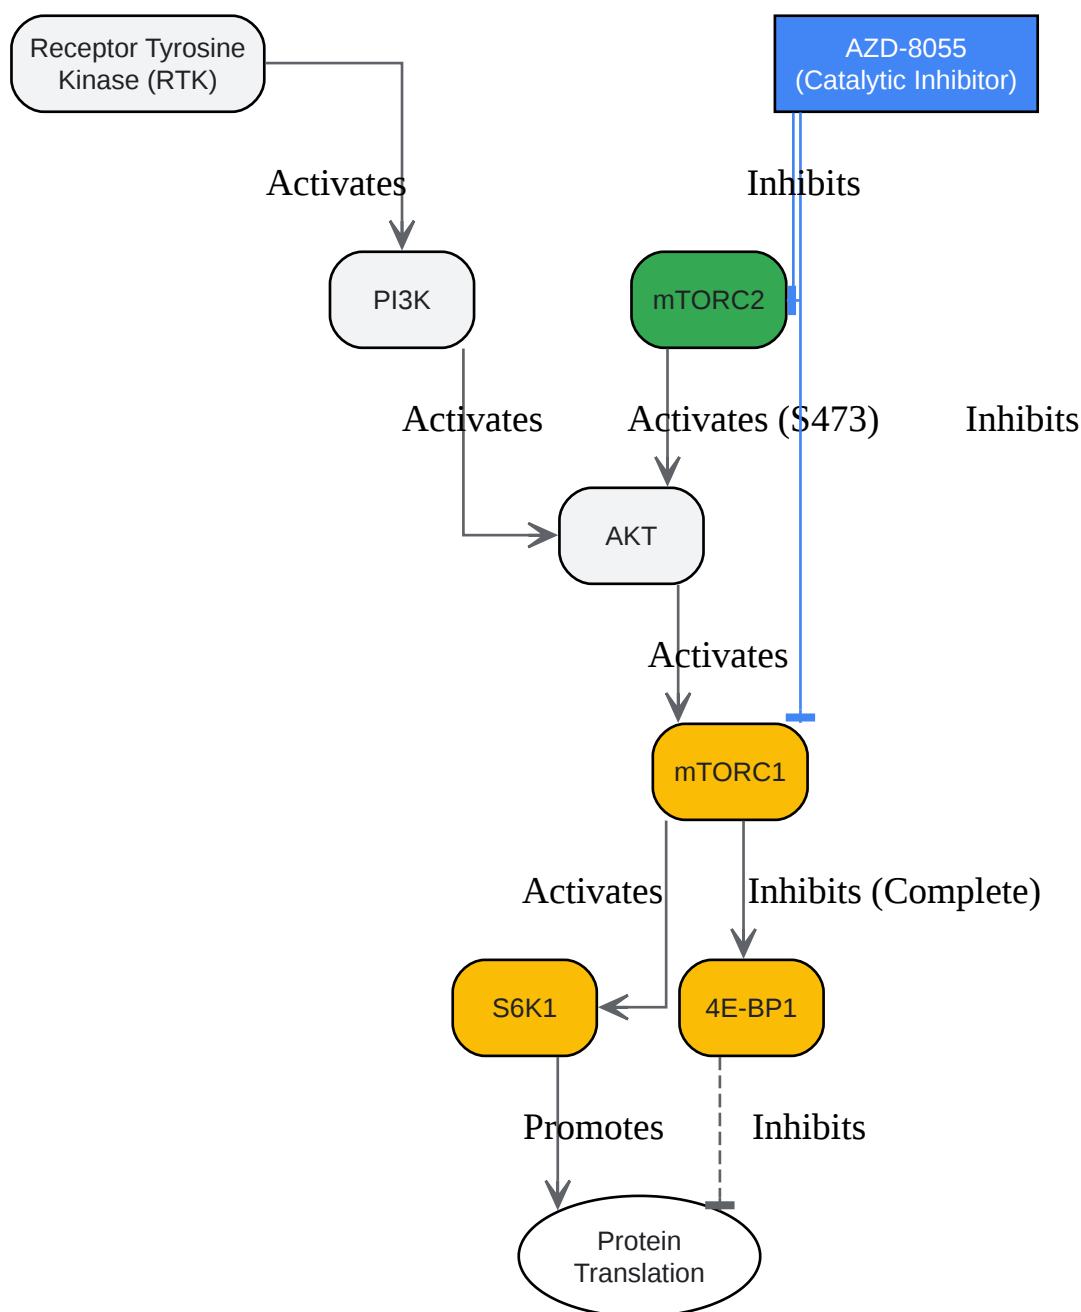 Receptor Tyrosine
Kinase (RTK)
AZD-8055
(Catalytic Inhibitor)
Activates
Inhibits
PI3K
mTORC2
Activates
Activates (S473)
Inhibits
AKT
Activates
mTORC1
Activates
Inhibits (Complete)
S6K1
4E-BP1
Promotes
Inhibits
Protein
Translation